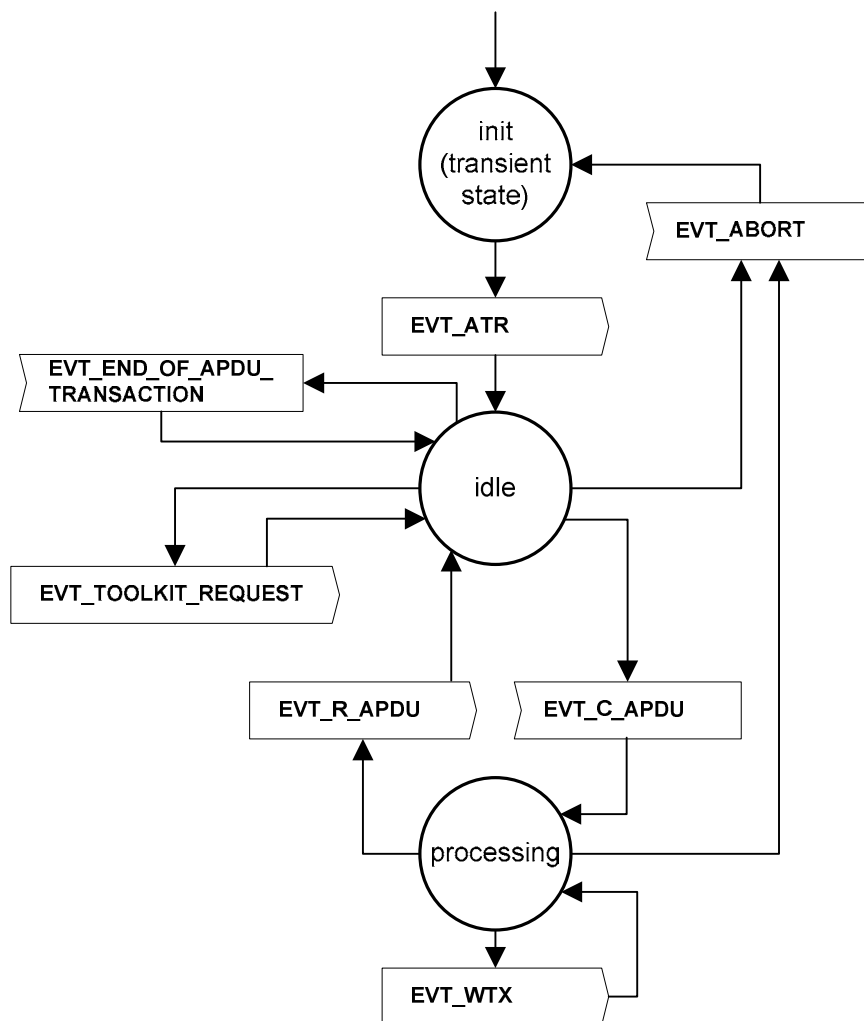 init
(transient
state)
EVT_ABORT
EVT_ATR
EVT_END_OF_APDU_
TRANSACTION
idle
EVT_TOOLKIT_REQUEST
EVT_R_APDU
EVT_C_APDU
processing
EVT_WTX